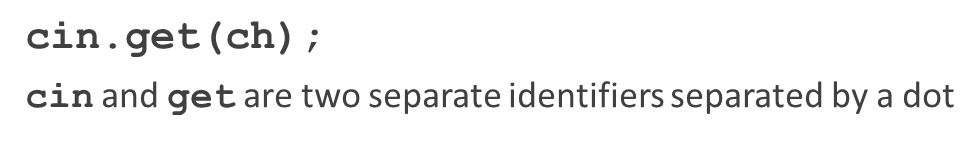 cin.get(ch);
cin and get are two separate identifiers separated by a dot